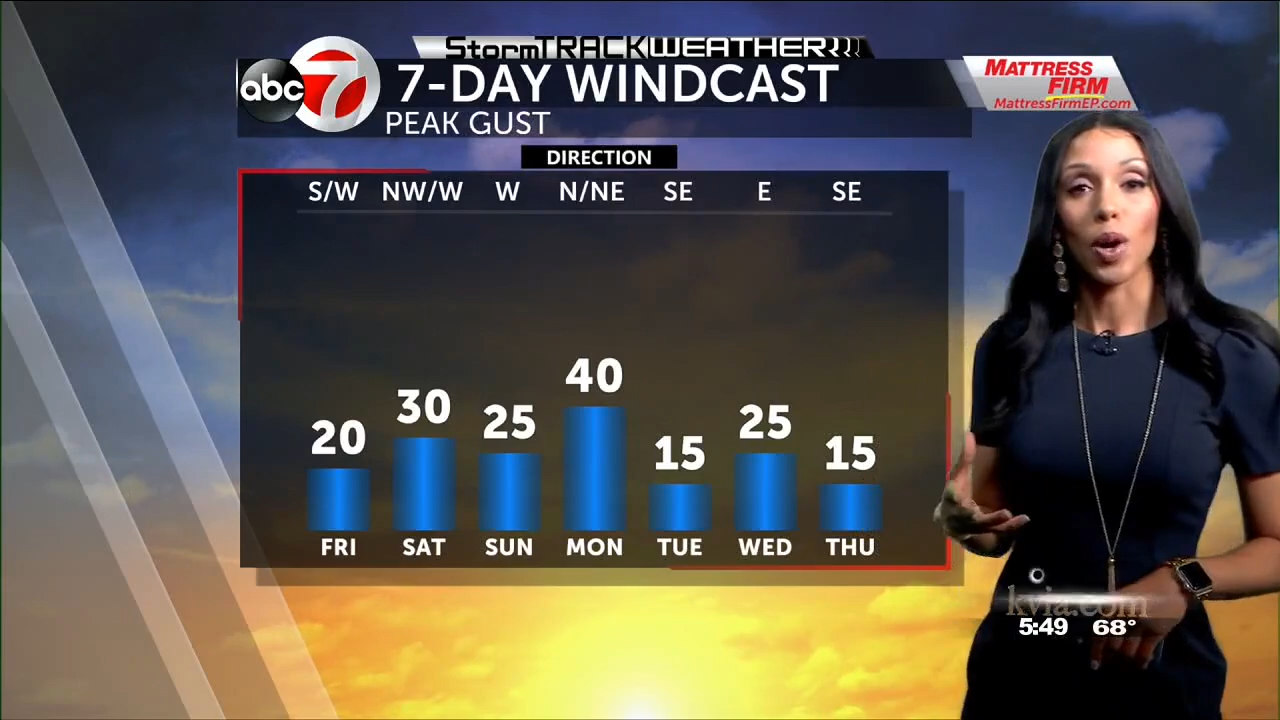 StormTRACKWEATHER
abc 7
7-DAY WINDCAST
PEAK GUST
MATTRESS
FIRM
MattressFirmEP.com
DIRECTION
S/W NW/W W N/NE SE E SE
20 30 25 40 15 25 15
FRI SAT SUN MON TUE WED THU
kvia.com
5:49 68°